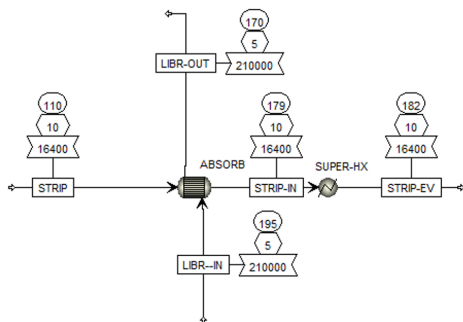 170
5
LIBR-OUT
210000
110
10
16400
STRIP
ABSORB
179
10
16400
STRIP-IN
SUPER-HX
182
10
16400
STRIP-EV
195
5
LIBR--IN
210000